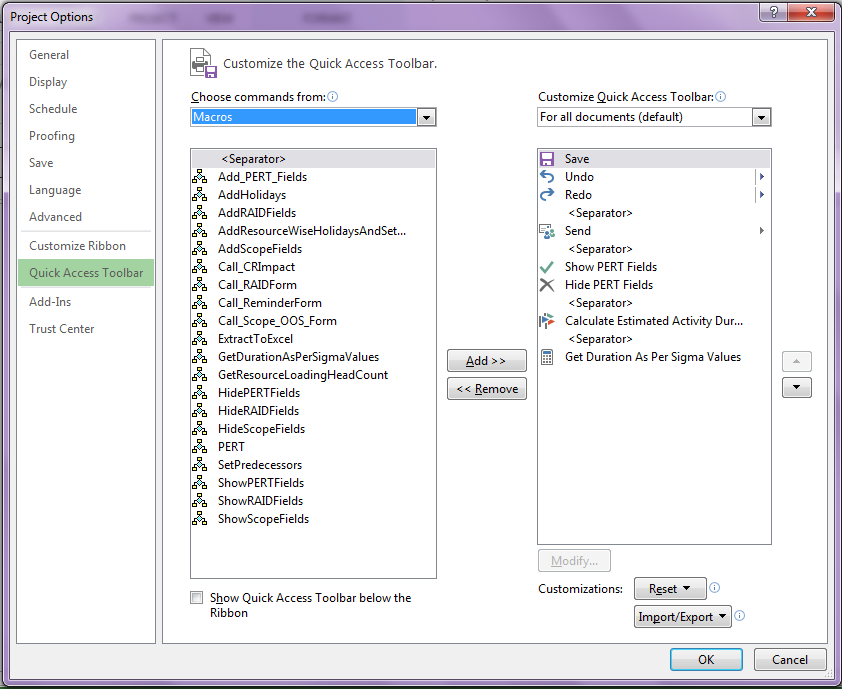 Project Options
General
Display
Schedule
Proofing
Save
Language
Advanced
Customize Ribbon
Quick Access Toolbar
Add-Ins
Trust Center
Customize the Quick Access Toolbar.
Choose commands from:
Macros
<Separator>
Add_PERT_Fields
AddHolidays
AddRAIDFields
AddResourceWiseHolidaysAndSet...
AddScopeFields
Call_CRImpact
Call_RAIDForm
Call_ReminderForm
Call_Scope_OOS_Form
ExtractToExcel
GetDurationAsPerSigmaValues
GetResourceLoadingHeadCount
HidePERTFields
HideRAIDFields
HideScopeFields
PERT
SetPredecessors
ShowPERTFields
ShowRAIDFields
ShowScopeFields
Show Quick Access Toolbar below the
Ribbon
Add >>
<< Remove
Customize Quick Access Toolbar:
For all documents (default)
Save
Undo
Redo
<Separator>
Send
<Separator>
Show PERT Fields
Hide PERT Fields
<Separator>
Calculate Estimated Activity Dur...
<Separator>
Get Duration As Per Sigma Values
Modify...
Customizations:
Reset
Import/Export
OK
Cancel